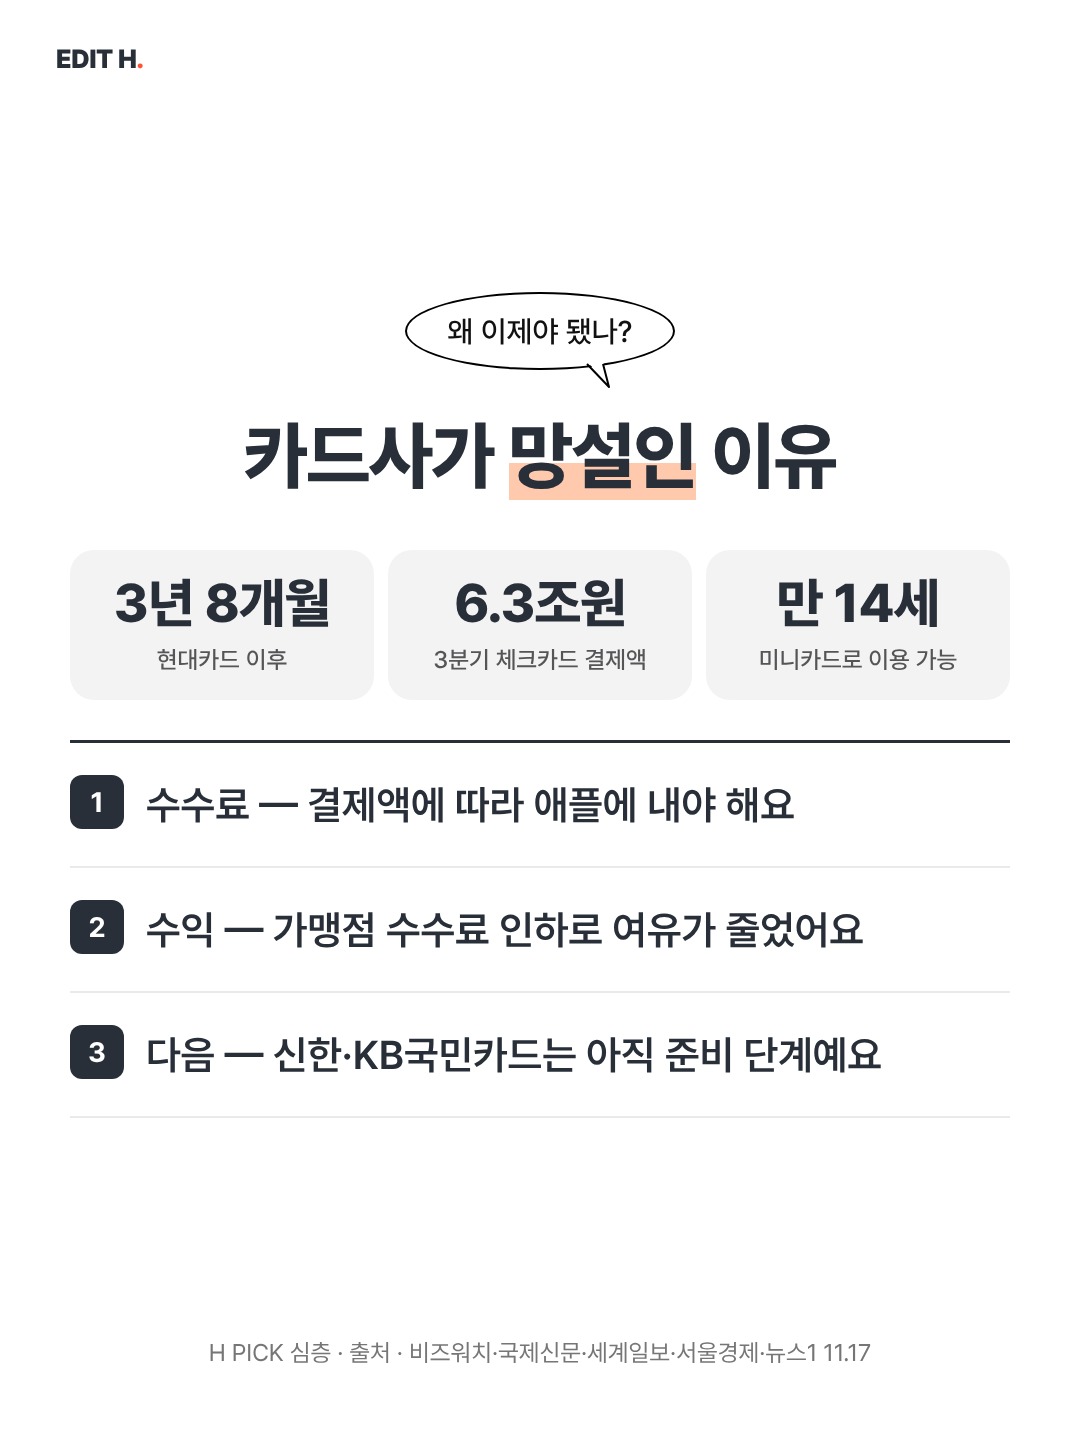 EDIT H.
왜 이제야 됐나?
카드사가 망설인 이유
3년 8개월
현대카드 이후
6.3조원
3분기 체크카드 결제액
만 14세
미니카드로 이용 가능
1 수수료 — 결제액에 따라 애플에 내야 해요
2 수익 — 가맹점 수수료 인하로 여유가 줄었어요
3 다음 — 신한·KB국민카드는 아직 준비 단계예요
H PICK 심층 · 출처 · 비즈워치·국제신문·세계일보·서울경제·뉴스1 11.17